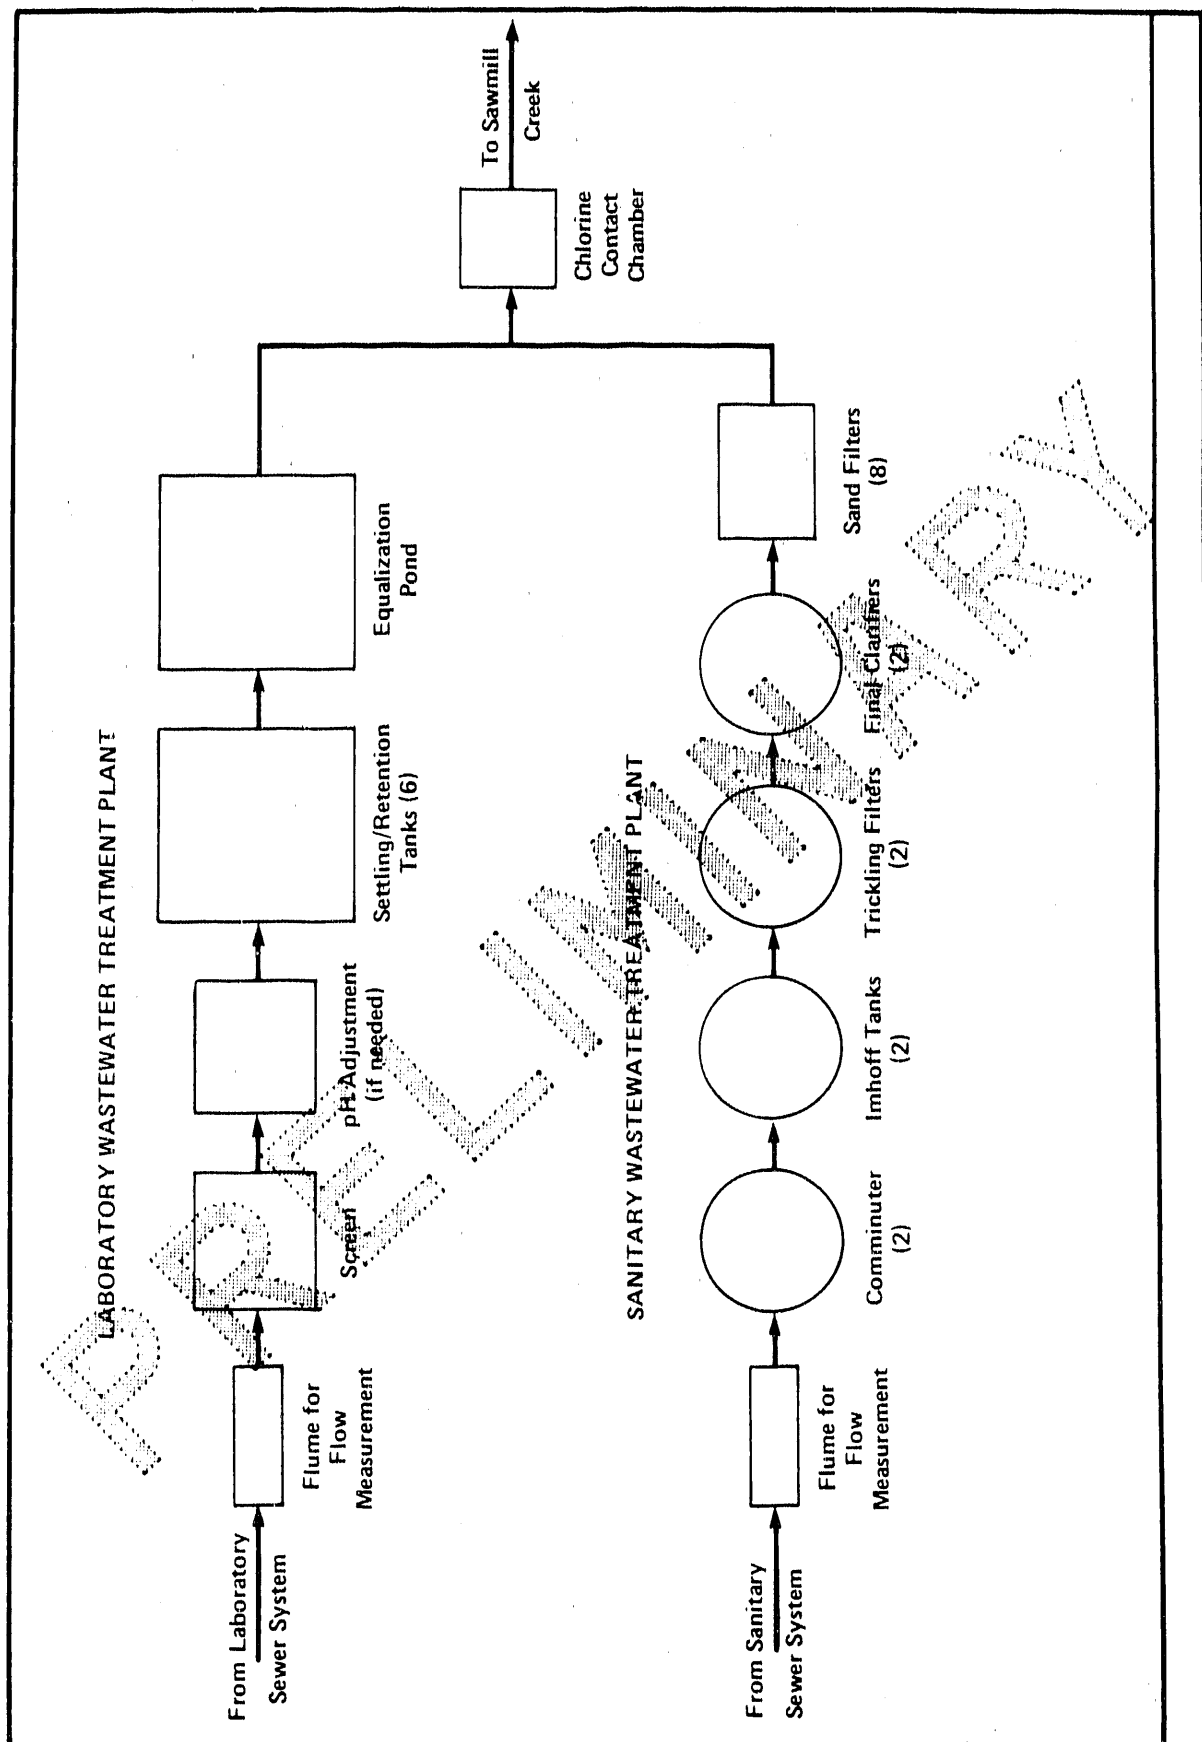 LABORATORY WASTEWATER TREATMENT PLANT
From Laboratory
Sewer System
Flume for
Flow
Measurement
Screen
pH Adjustment
(if needed)
Settling/Retention
Tanks (6)
Equalization
Pond
Chlorine
Contact
Chamber
To Sawmill
Creek
SANITARY WASTEWATER TREATMENT PLANT
From Sanitary
Sewer System
Flume for
Flow
Measurement
Comminuter
(2)
Imhoff Tanks
(2)
Trickling Filters
(2)
Final Clarifiers
(2)
Sand Filters
(8)
PRELIMINARY